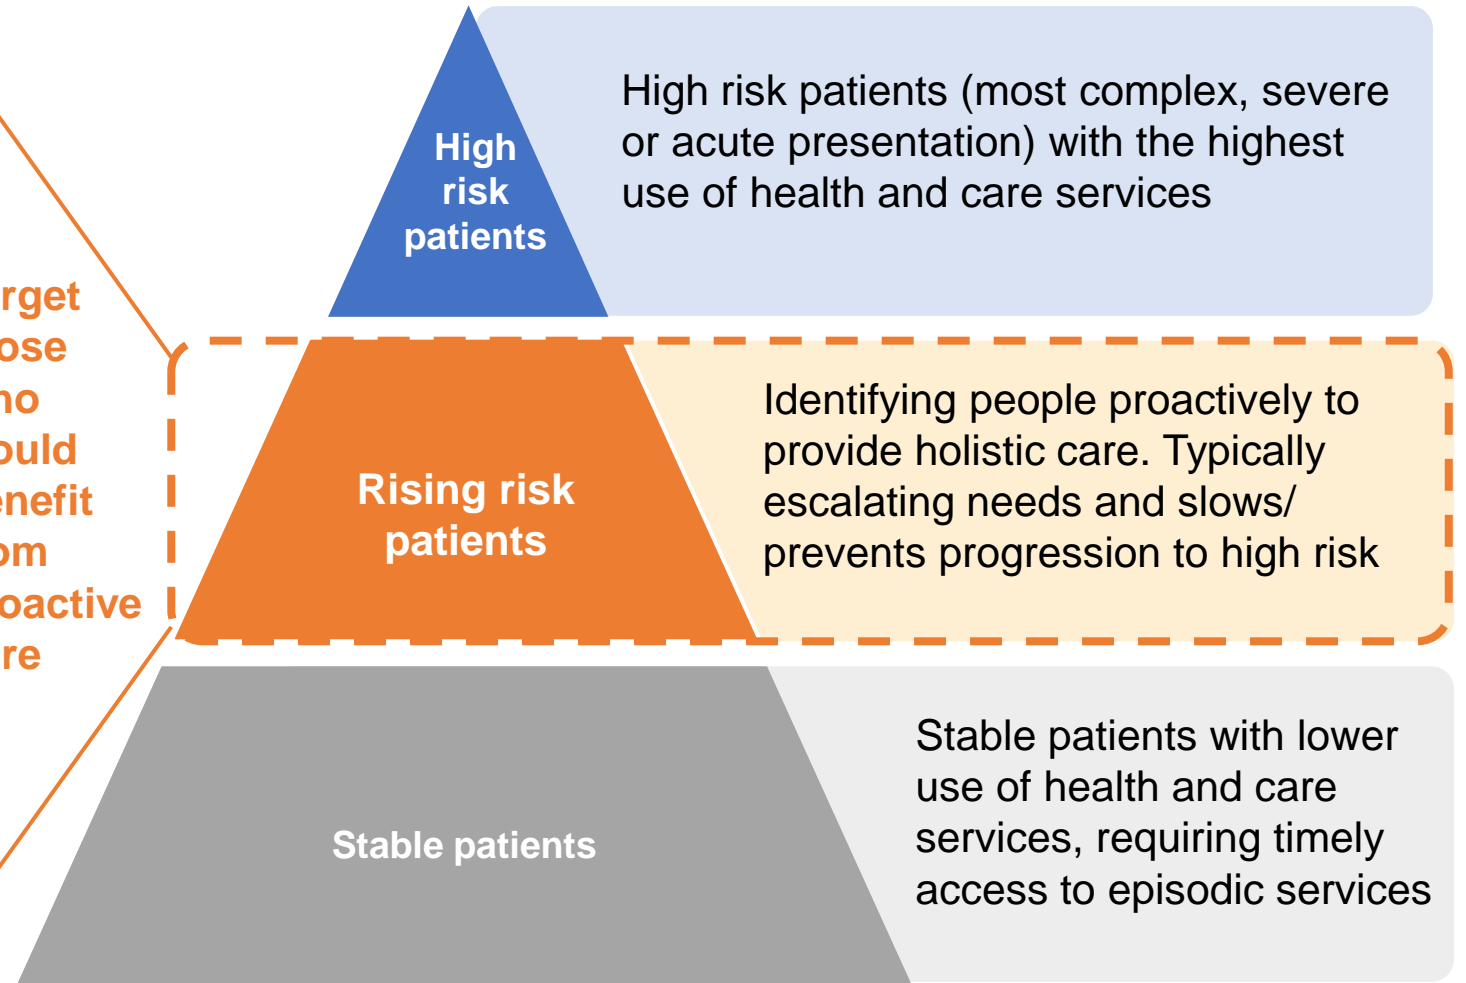 High
risk
patients
High risk patients (most complex, severe
or acute presentation) with the highest
use of health and care services
Rising risk
patients
Identifying people proactively to
provide holistic care. Typically
escalating needs and slows/
prevents progression to high risk
Stable patients
Stable patients with lower
use of health and care
services, requiring timely
access to episodic services